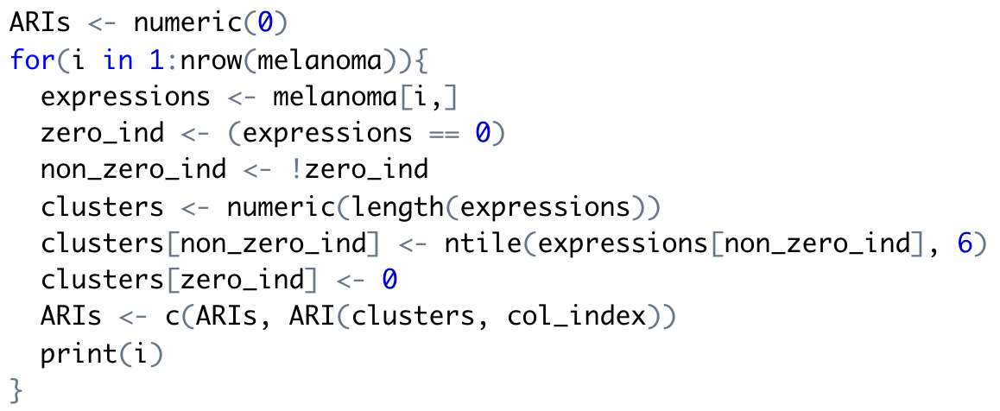 ARIs <- numeric(0)
for(i in 1:nrow(melanoma)){
  expressions <- melanoma[i,]
  zero_ind <- (expressions == 0)
  non_zero_ind <- !zero_ind
  clusters <- numeric(length(expressions))
  clusters[non_zero_ind] <- ntile(expressions[non_zero_ind], 6)
  clusters[zero_ind] <- 0
  ARIs <- c(ARIs, ARI(clusters, col_index))
  print(i)
}